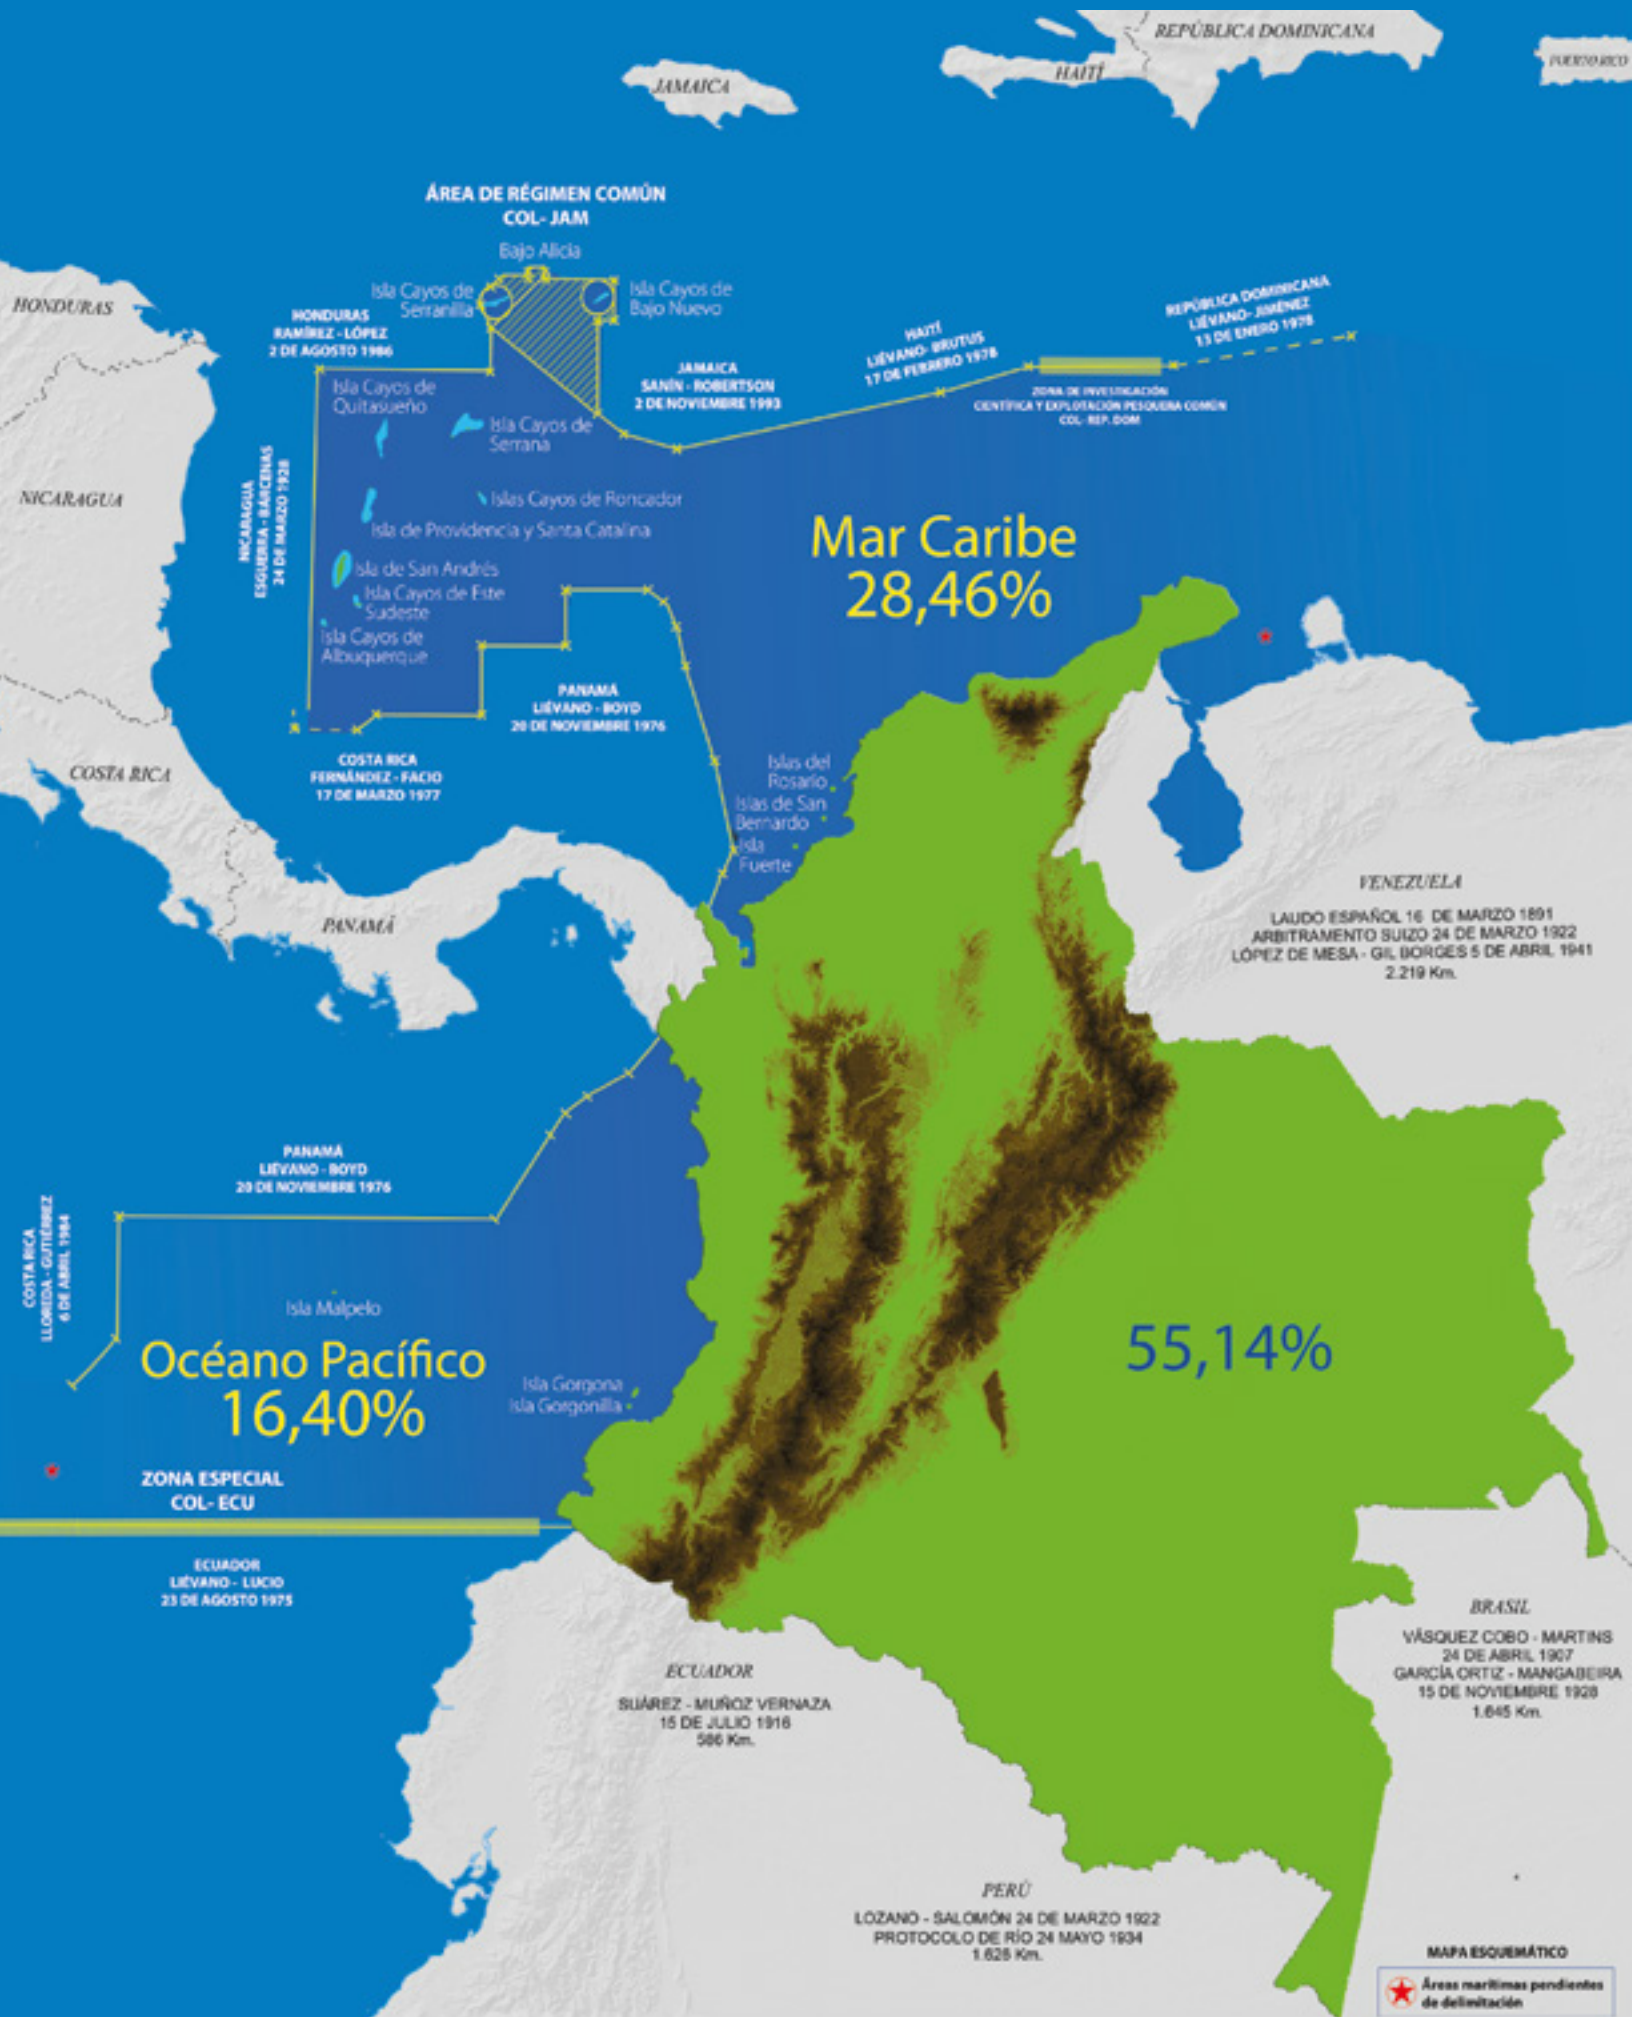 REPÚBLICA DOMINICANA
HAITÍ
PUERTO RICO
JAMAICA
ÁREA DE RÉGIMEN COMÚN
COL- JAM
Bajo Alicia
Isla Cayos de
Serranilla
Isla Cayos de
Bajo Nuevo
HONDURAS
HONDURAS
RAMÍREZ - LÓPEZ
2 DE AGOSTO 1986
JAMAICA
SANÍN - ROBERTSON
2 DE NOVIEMBRE 1993
HAITÍ
LIÉVANO- BRUTUS
17 DE FEBRERO 1978
REPÚBLICA DOMINICANA
LIÉVANO- JIMÉNEZ
13 DE ENERO 1978
ZONA DE INVESTIGACIÓN
CIENTÍFICA Y EXPLOTACIÓN PESQUERA COMÚN
COL- REP. DOM
Isla Cayos de
Quitasueño
Isla Cayos de
Serrana
NICARAGUA
NICARAGUA
ESGUERRA - BÁRCENAS
24 DE MARZO 1928
Islas Cayos de Roncador
Isla de Providencia y Santa Catalina
Isla de San Andrés
Isla Cayos de Este
Sudeste
Isla Cayos de
Albuquerque
Mar Caribe
28,46%
PANAMÁ
LIÉVANO - BOYD
20 DE NOVIEMBRE 1976
COSTA RICA
COSTA RICA
FERNÁNDEZ - FACIO
17 DE MARZO 1977
Islas del
Rosario
Islas de San
Bernardo
Isla
Fuerte
PANAMÁ
VENEZUELA
LAUDO ESPAÑOL 16 DE MARZO 1891
ARBITRAMENTO SUIZO 24 DE MARZO 1922
LÓPEZ DE MESA - GIL BORGES 5 DE ABRIL 1941
2.219 Km.
PANAMÁ
LIÉVANO - BOYD
20 DE NOVIEMBRE 1976
COSTA RICA
LLOREDA - GUTIÉRREZ
6 DE ABRIL 1984
Isla Malpelo
Océano Pacífico
16,40%
Isla Gorgona
Isla Gorgonilla
55,14%
ZONA ESPECIAL
COL- ECU
ECUADOR
LIÉVANO - LUCIO
23 DE AGOSTO 1975
ECUADOR
SUÁREZ - MUÑOZ VERNAZA
15 DE JULIO 1916
586 Km.
BRASIL
VÁSQUEZ COBO - MARTINS
24 DE ABRIL 1907
GARCÍA ORTIZ - MANGABEIRA
15 DE NOVIEMBRE 1928
1.645 Km.
PERÚ
LOZANO - SALOMÓN 24 DE MARZO 1922
PROTOCOLO DE RÍO 24 MAYO 1934
1.626 Km.
MAPA ESQUEMÁTICO
Áreas marítimas pendientes
de delimitación